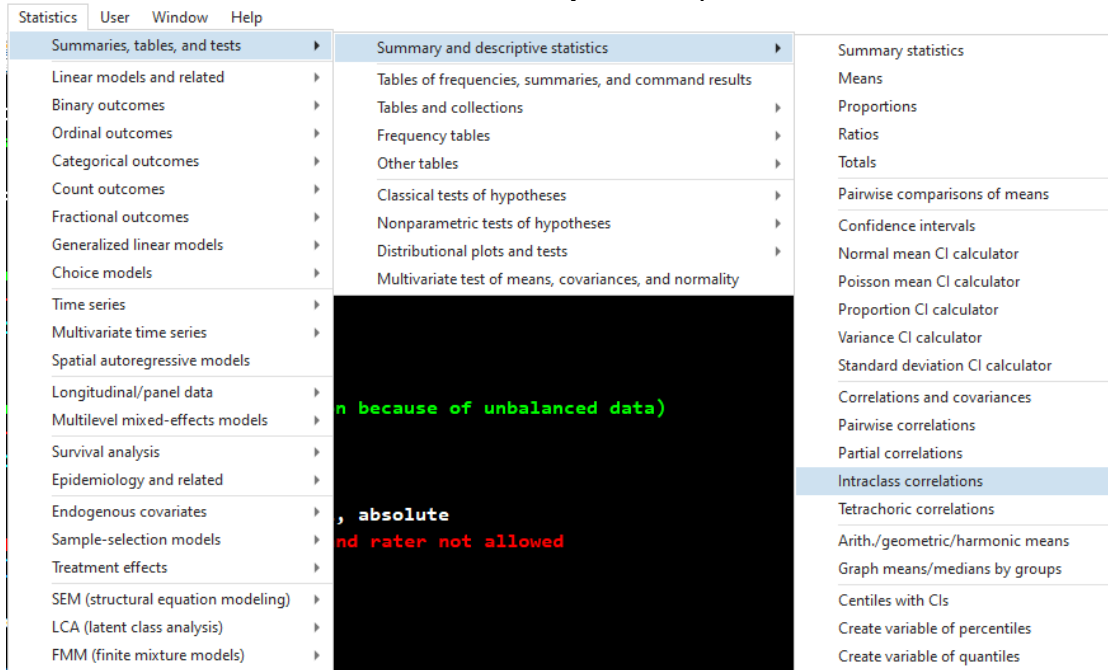 Statistics User Window Help
Summaries, tables, and tests
Linear models and related
Binary outcomes
Ordinal outcomes
Categorical outcomes
Count outcomes
Fractional outcomes
Generalized linear models
Choice models
Time series
Multivariate time series
Spatial autoregressive models
Longitudinal/panel data
Multilevel mixed-effects models
Survival analysis
Epidemiology and related
Endogenous covariates
Sample-selection models
Treatment effects
SEM (structural equation modeling)
LCA (latent class analysis)
FMM (finite mixture models)
Summary and descriptive statistics
Tables of frequencies, summaries, and command results
Tables and collections
Frequency tables
Other tables
Classical tests of hypotheses
Nonparametric tests of hypotheses
Distributional plots and tests
Multivariate test of means, covariances, and normality
n because of unbalanced data)
, absolute
nd rater not allowed
Summary statistics
Means
Proportions
Ratios
Totals
Pairwise comparisons of means
Confidence intervals
Normal mean CI calculator
Poisson mean CI calculator
Proportion CI calculator
Variance CI calculator
Standard deviation CI calculator
Correlations and covariances
Pairwise correlations
Partial correlations
Intraclass correlations
Tetrachoric correlations
Arith./geometric/harmonic means
Graph means/medians by groups
Centiles with CIs
Create variable of percentiles
Create variable of quantiles